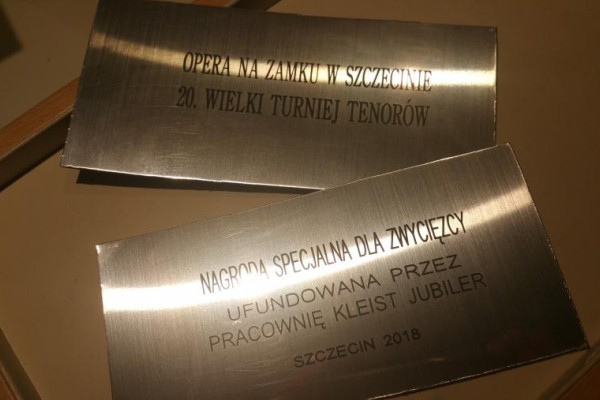 OPERA NA ZAMKU W SZCZECINIE
20. WIELKI TURNIEJ TENORÓW
NAGRODA SPECJALNA DLA ZWYCIĘZCY
UFUNDOWANA PRZEZ
PRACOWNIĘ KLEIST JUBILER
SZCZECIN 2018